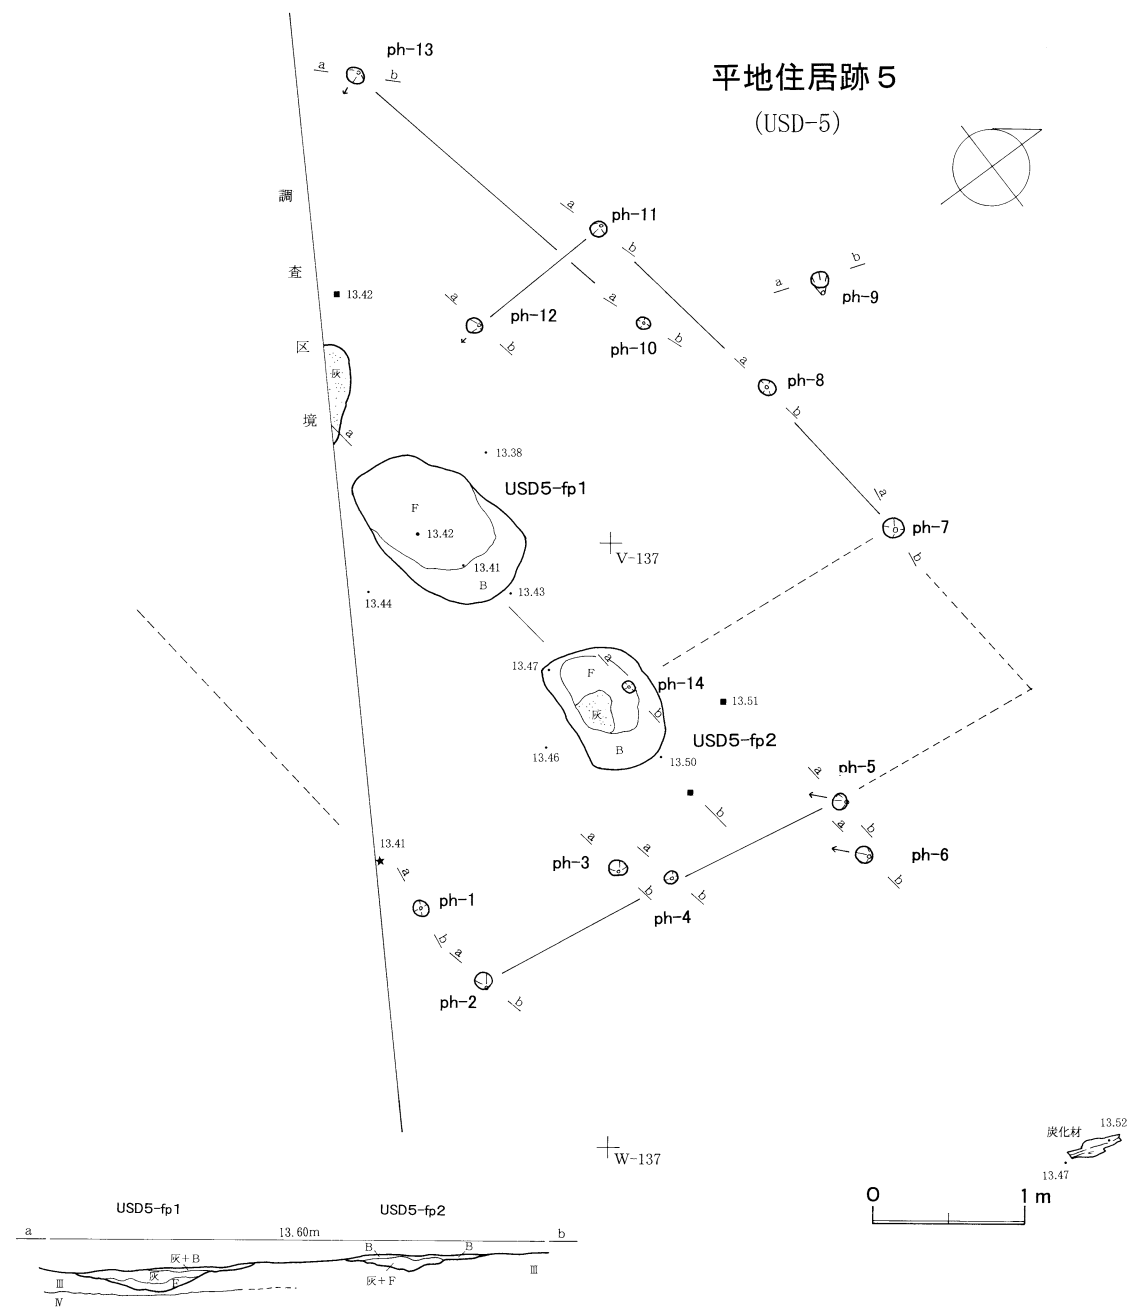 平地住居跡5
(USD-5)
a
ph-13
b
調
査
区
境
a
ph-11
b
a
ph-12
b
a
ph-10
b
b
a
ph-9
a
ph-8
b
13.42
灰
a
13.38
USD5-fp1
F
13.42
13.41
B
13.43
13.44
V-137
a
ph-7
b
13.47
a
F
ph-14
灰
b
B
13.51
USD5-fp2
13.46
13.50
b
a
ph-5
a
b
ph-6
b
13.41
a
ph-1
b
a
ph-2
b
a
ph-3
b
a
ph-4
b
W-137
炭化材
13.52
13.47
0
1m
USD5-fp1
USD5-fp2
a
13.60m
b
灰+B
B
B
灰
F
灰+F
Ⅲ
Ⅲ
Ⅳ